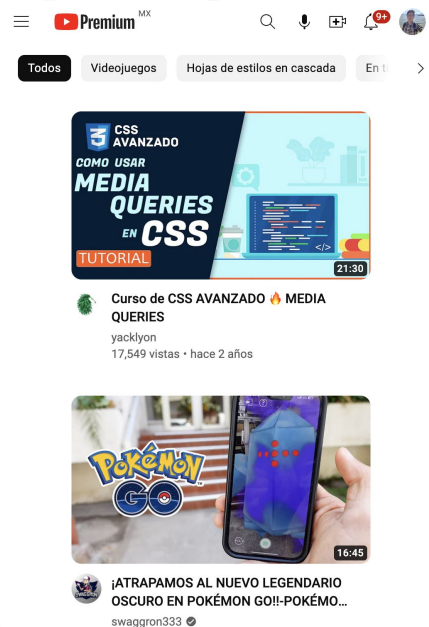 Premium MX
9+
Todos
Videojuegos
Hojas de estilos en cascada
En ti
CSS
AVANZADO
COMO USAR
MEDIA
QUERIES
EN CSS
TUTORIAL
</>
21:30
Curso de CSS AVANZADO 🔥 MEDIA
QUERIES
yacklyon
17,549 vistas • hace 2 años
POKéMON
GO
16:45
¡ATRAPAMOS AL NUEVO LEGENDARIO
OSCURO EN POKÉMON GO!!-POKÉMO...
swaggron333